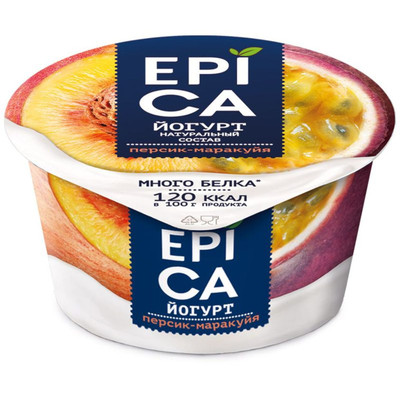 EPI
CA
ЙОГУРТ
НАТУРАЛЬНЫЙ
СОСТАВ
персик-маракуйя
МНОГО БЕЛКА*
120 ККАЛ
В 100 Г ПРОДУКТА
EPI
CA
ЙОГУРТ
персик-маракуйя